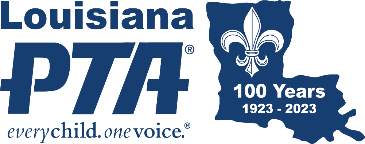 Louisiana
PTA®
everychild.onevoice.®
100 Years
1923 - 2023